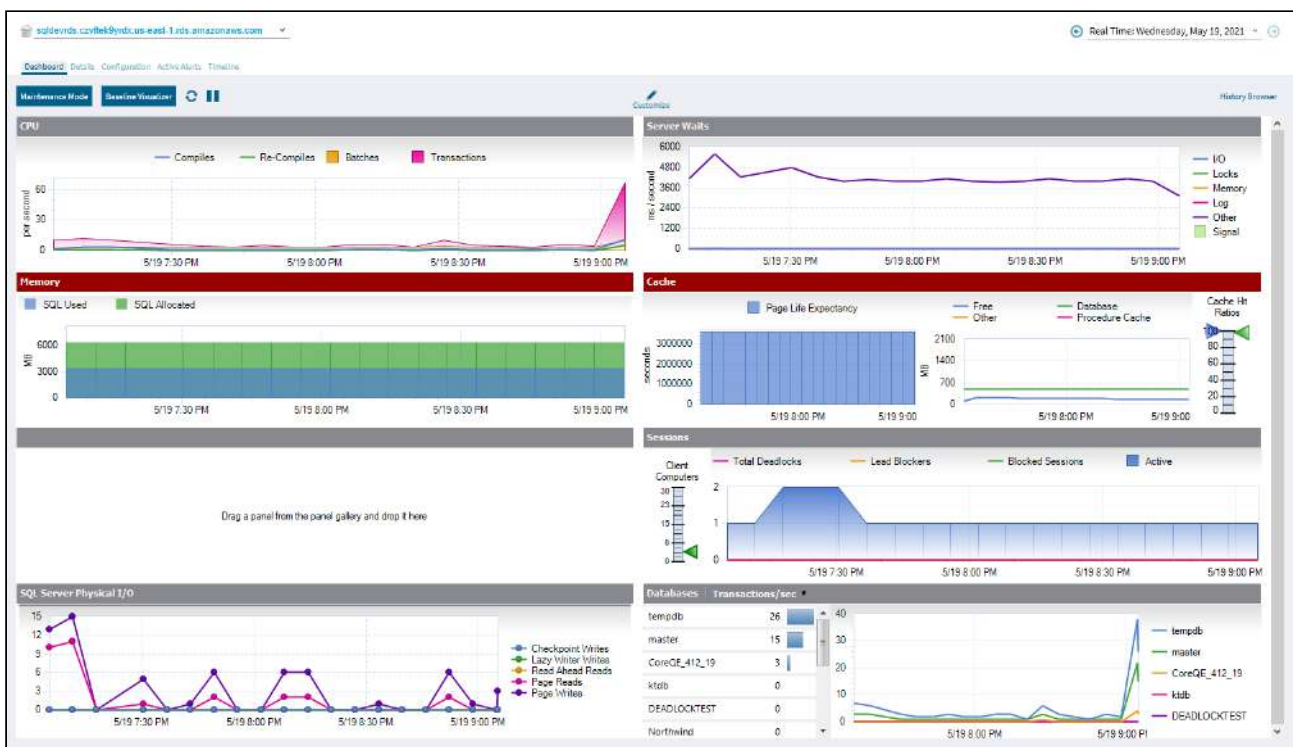 sqldevrds.czvftek9yrdx.us-east-1.rds.amazonaws.com
Real Time: Wednesday, May 19, 2021
Dashboard Details Configuration Active Alerts Timeline
Maintenance Mode Baseline Visualizer
Customize
History Browser
CPU
Compiles Re-Compiles Batches Transactions
per second
60
30
0
5/19 7:30 PM 5/19 8:00 PM 5/19 8:30 PM 5/19 9:00 PM
Server Waits
ms / second
6000
4800
3600
2400
1200
0
5/19 7:30 PM 5/19 8:00 PM 5/19 8:30 PM 5/19 9:00 PM
I/O
Locks
Memory
Log
Other
Signal
Memory
SQL Used SQL Allocated
MB
6000
3000
0
5/19 7:30 PM 5/19 8:00 PM 5/19 8:30 PM 5/19 9:00 PM
Cache
Page Life Expectancy
seconds
3000000
2000000
1000000
0
5/19 8:00 PM 5/19 9:00
Free Database
Other Procedure Cache
MB
2100
1400
700
0
5/19 8:00 PM 5/19 9:00
Cache Hit
Ratios
100
80
60
40
20
0
Drag a panel from the panel gallery and drop it here
Sessions
Client
Computers
30
23
15
8
0
Total Deadlocks Lead Blockers Blocked Sessions Active
2
1
0
5/19 7:30 PM 5/19 8:00 PM 5/19 8:30 PM 5/19 9:00 PM
SQL Server Physical I/O
15
12
9
6
3
0
5/19 7:30 PM 5/19 8:00 PM 5/19 8:30 PM 5/19 9:00 PM
Checkpoint Writes
Lazy Writer Writes
Read Ahead Reads
Page Reads
Page Writes
Databases Transactions/sec
tempdb 26
master 15
CoreQE_412_19 3
ktdb 0
DEADLOCKTEST 0
Northwind 0
40
30
20
10
0
5/19 8:00 PM 5/19 9:00 P
tempdb
master
CoreQE_412_19
ktdb
DEADLOCKTEST